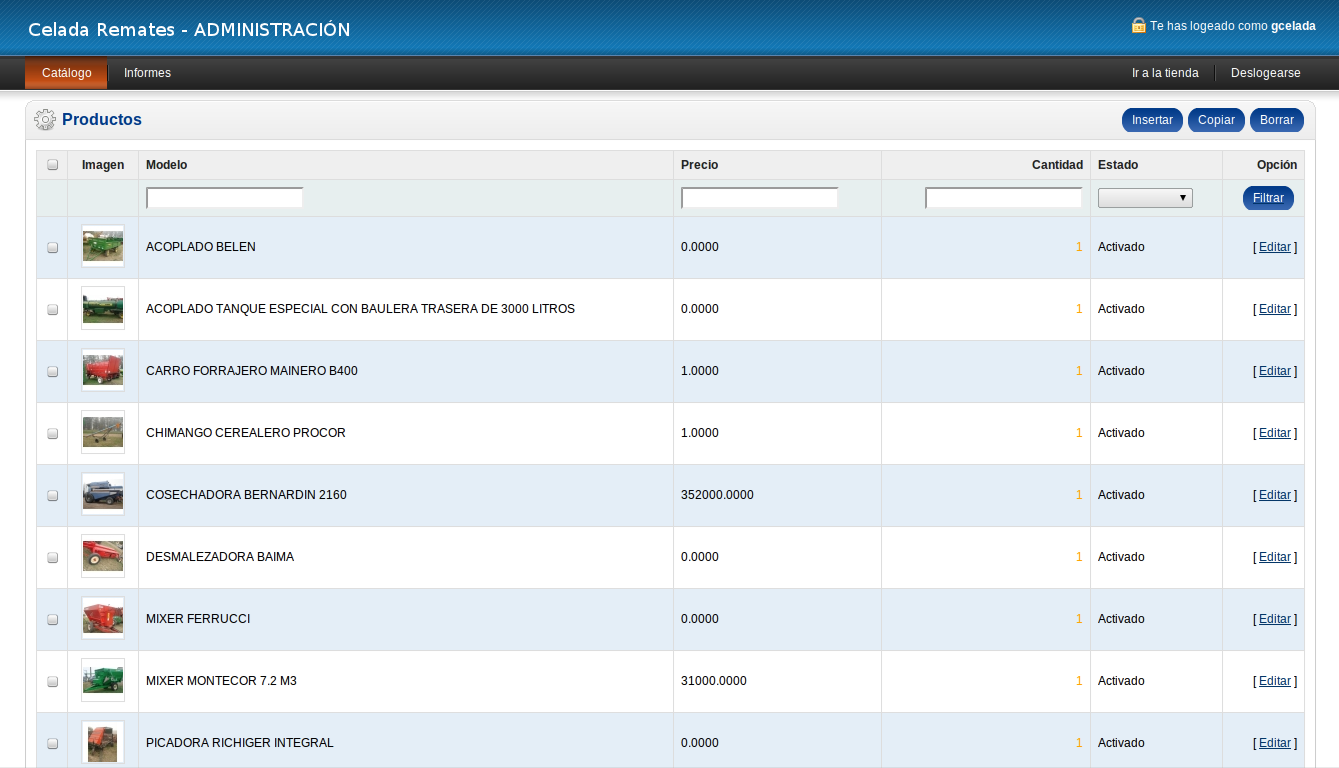 Celada Remates - ADMINISTRACIÓN
Te has logeado como gcelada
Catálogo Informes Ir a la tienda Deslogearse
Productos Insertar Copiar Borrar
Imagen Modelo Precio Cantidad Estado Opción
Filtrar
ACOPLADO BELEN 0.0000 1 Activado [ Editar ]
ACOPLADO TANQUE ESPECIAL CON BAULERA TRASERA DE 3000 LITROS 0.0000 1 Activado [ Editar ]
CARRO FORRAJERO MAINERO B400 1.0000 1 Activado [ Editar ]
CHIMANGO CEREALERO PROCOR 1.0000 1 Activado [ Editar ]
COSECHADORA BERNARDIN 2160 352000.0000 1 Activado [ Editar ]
DESMALEZADORA BAIMA 0.0000 1 Activado [ Editar ]
MIXER FERRUCCI 0.0000 1 Activado [ Editar ]
MIXER MONTECOR 7.2 M3 31000.0000 1 Activado [ Editar ]
PICADORA RICHIGER INTEGRAL 0.0000 1 Activado [ Editar ]